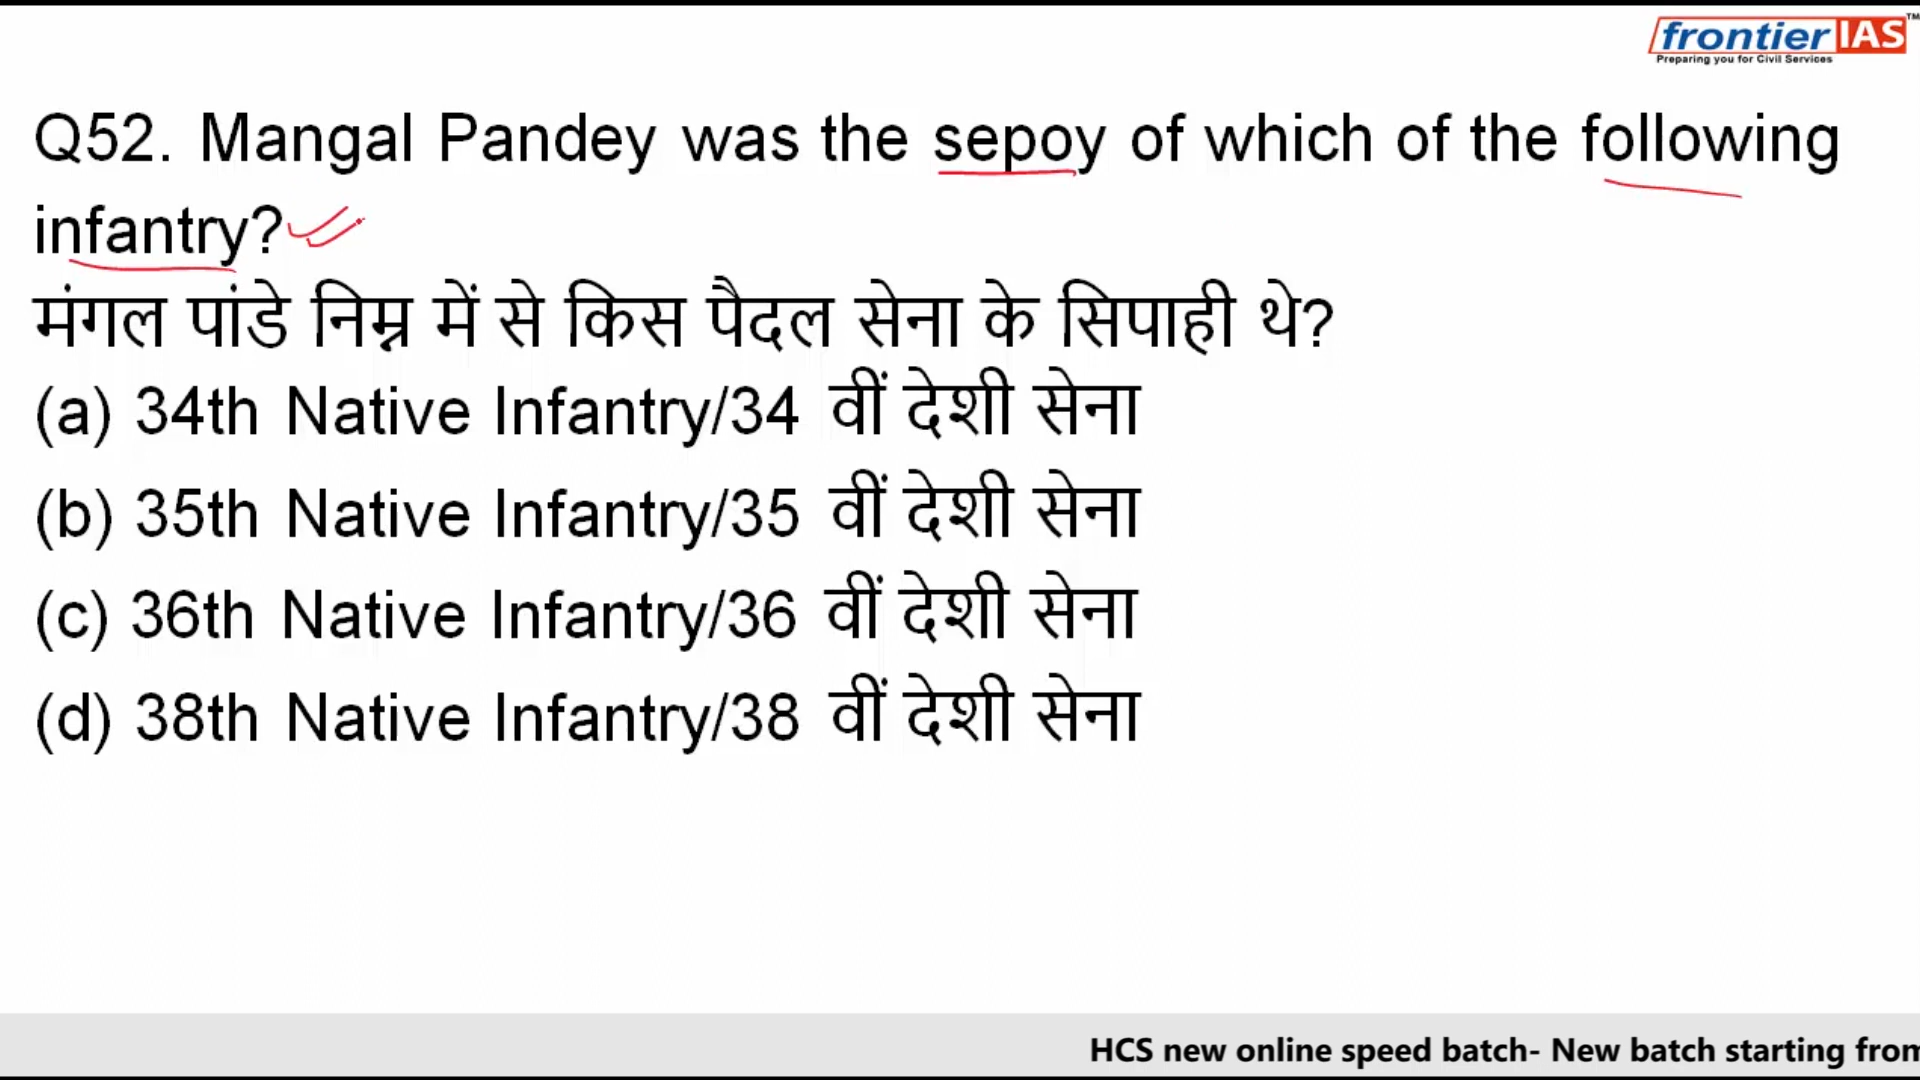 frontier IAS ™
Preparing you for Civil Services
Q52. Mangal Pandey was the sepoy of which of the following
infantry?
मंगल पांडे निम्न में से किस पैदल सेना के सिपाही थे?
(a) 34th Native Infantry/34 वीं देशी सेना
(b) 35th Native Infantry/35 वीं देशी सेना
(c) 36th Native Infantry/36 वीं देशी सेना
(d) 38th Native Infantry/38 वीं देशी सेना
HCS new online speed batch- New batch starting from